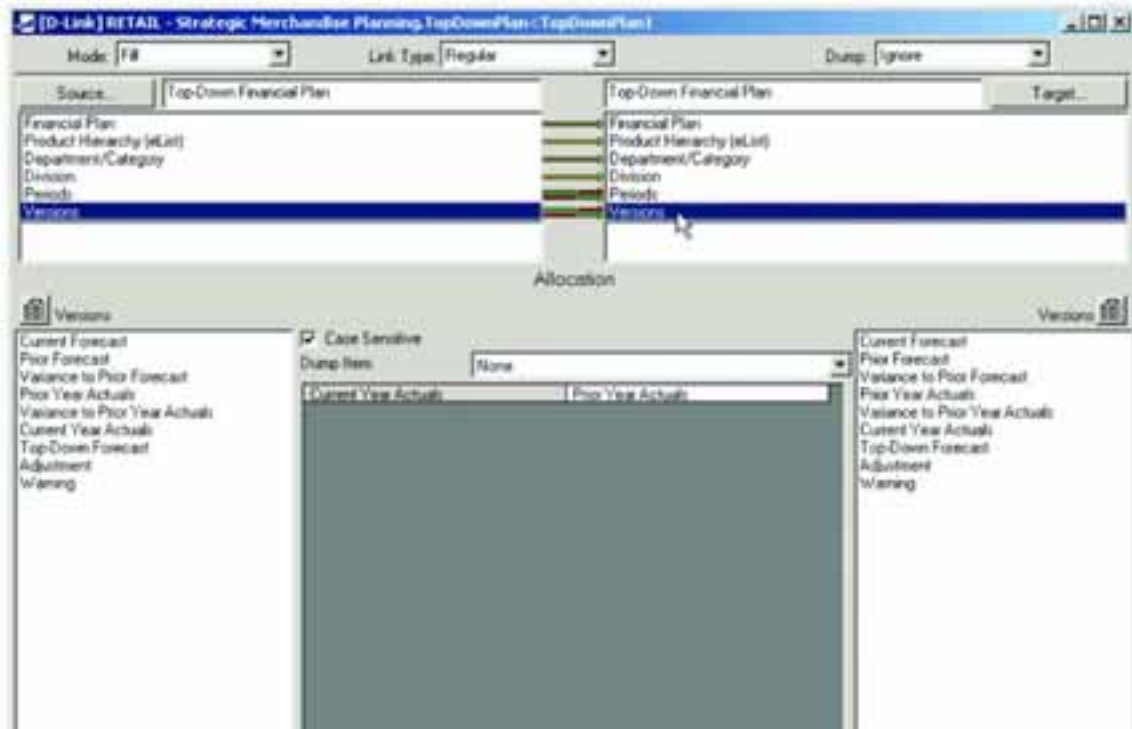 [D-Link] RETAIL - Strategic Merchandise Planning.TopDownPlan<TopDownPlan1
Mode: Fill Link Type: Regular Dump: Ignore
Source... Top-Down Financial Plan Top-Down Financial Plan Target...
Financial Plan Financial Plan
Product Hierarchy (eList) Product Hierarchy (eList)
Department/Category Department/Category
Division Division
Periods Periods
Versions Versions
Allocation
Versions Versions
Case Sensitive
Dump Item: None
Current Year Actuals Prior Year Actuals
Current Forecast
Prior Forecast
Variance to Prior Forecast
Prior Year Actuals
Variance to Prior Year Actuals
Current Year Actuals
Top-Down Forecast
Adjustment
Warning
Current Forecast
Prior Forecast
Variance to Prior Forecast
Prior Year Actuals
Variance to Prior Year Actuals
Current Year Actuals
Top-Down Forecast
Adjustment
Warning